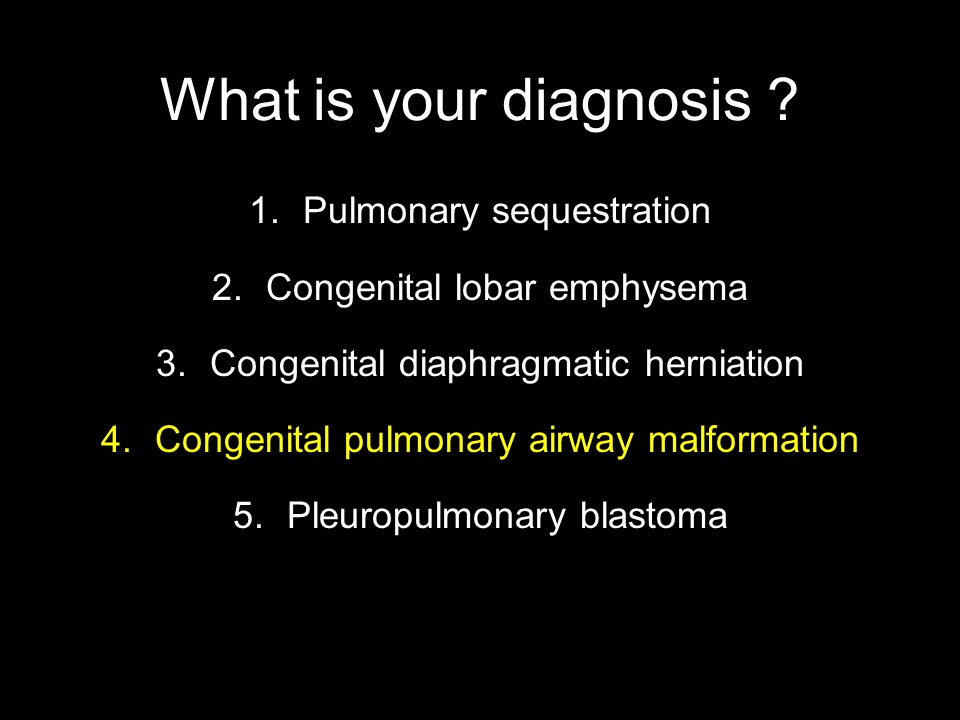 What is your diagnosis ?
1. Pulmonary sequestration
2. Congenital lobar emphysema
3. Congenital diaphragmatic herniation
4. Congenital pulmonary airway malformation
5. Pleuropulmonary blastoma